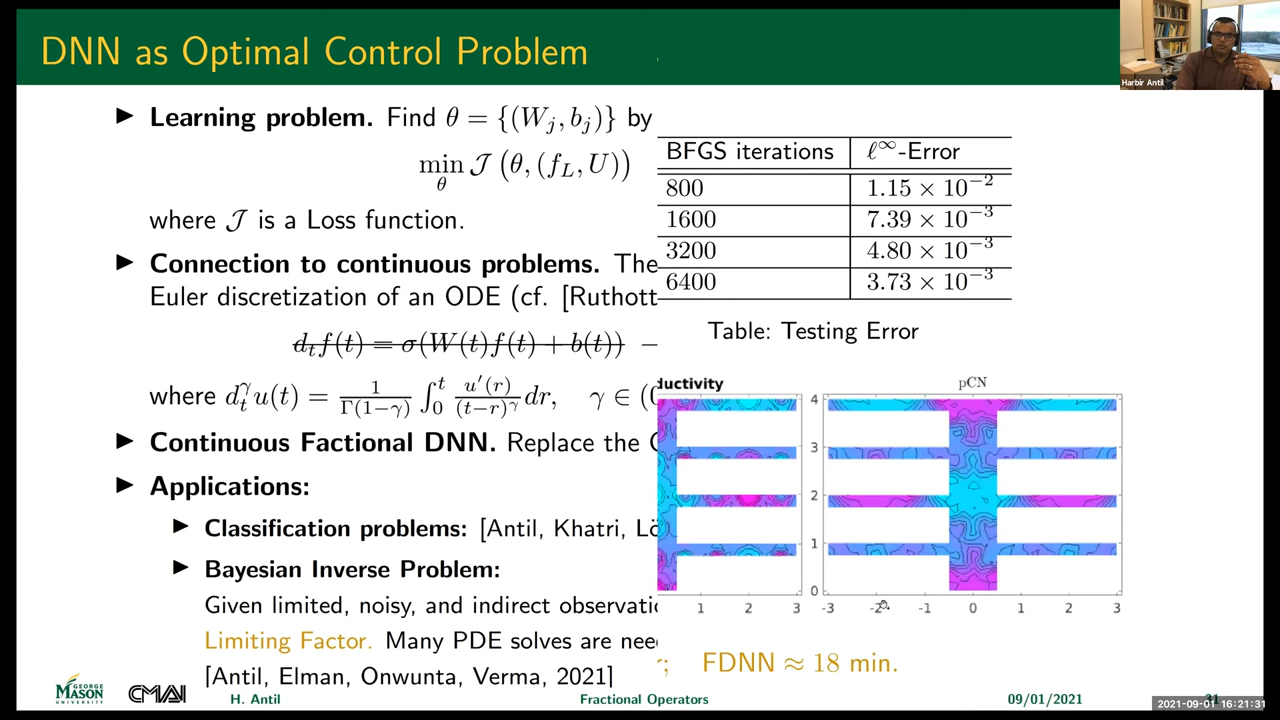 DNN as Optimal Control Problem
Harbir Antil
▶ Learning problem. Find θ = {(W_j, b_j)} by
min_θ 𝒥 (θ, (f_L, U))
where 𝒥 is a Loss function.
▶ Connection to continuous problems. The
Euler discretization of an ODE (cf. [Ruthott
d_t f(t) = σ(W(t)f(t) + b(t)) −
where d_t^γ u(t) = 1/Γ(1−γ) ∫_0^t u′(r)/(t−r)^γ dr, γ ∈ (0
▶ Continuous Factional DNN. Replace the
▶ Applications:
▶ Classification problems: [Antil, Khatri, Lö
▶ Bayesian Inverse Problem:
Given limited, noisy, and indirect observatio
Limiting Factor. Many PDE solves are nee
[Antil, Elman, Onwunta, Verma, 2021]
BFGS iterations ℓ^∞-Error
800 1.15 × 10^−2
1600 7.39 × 10^−3
3200 4.80 × 10^−3
6400 3.73 × 10^−3
Table: Testing Error
ductivity pCN
4
3
2
1
0
1 2 3 -3 -2 -1 0 1 2 3
; FDNN ≈ 18 min.
GEORGE
MASON
UNIVERSITY
CMAI
H. Antil Fractional Operators 09/01/2021 31
2021-09-01 16:21:31